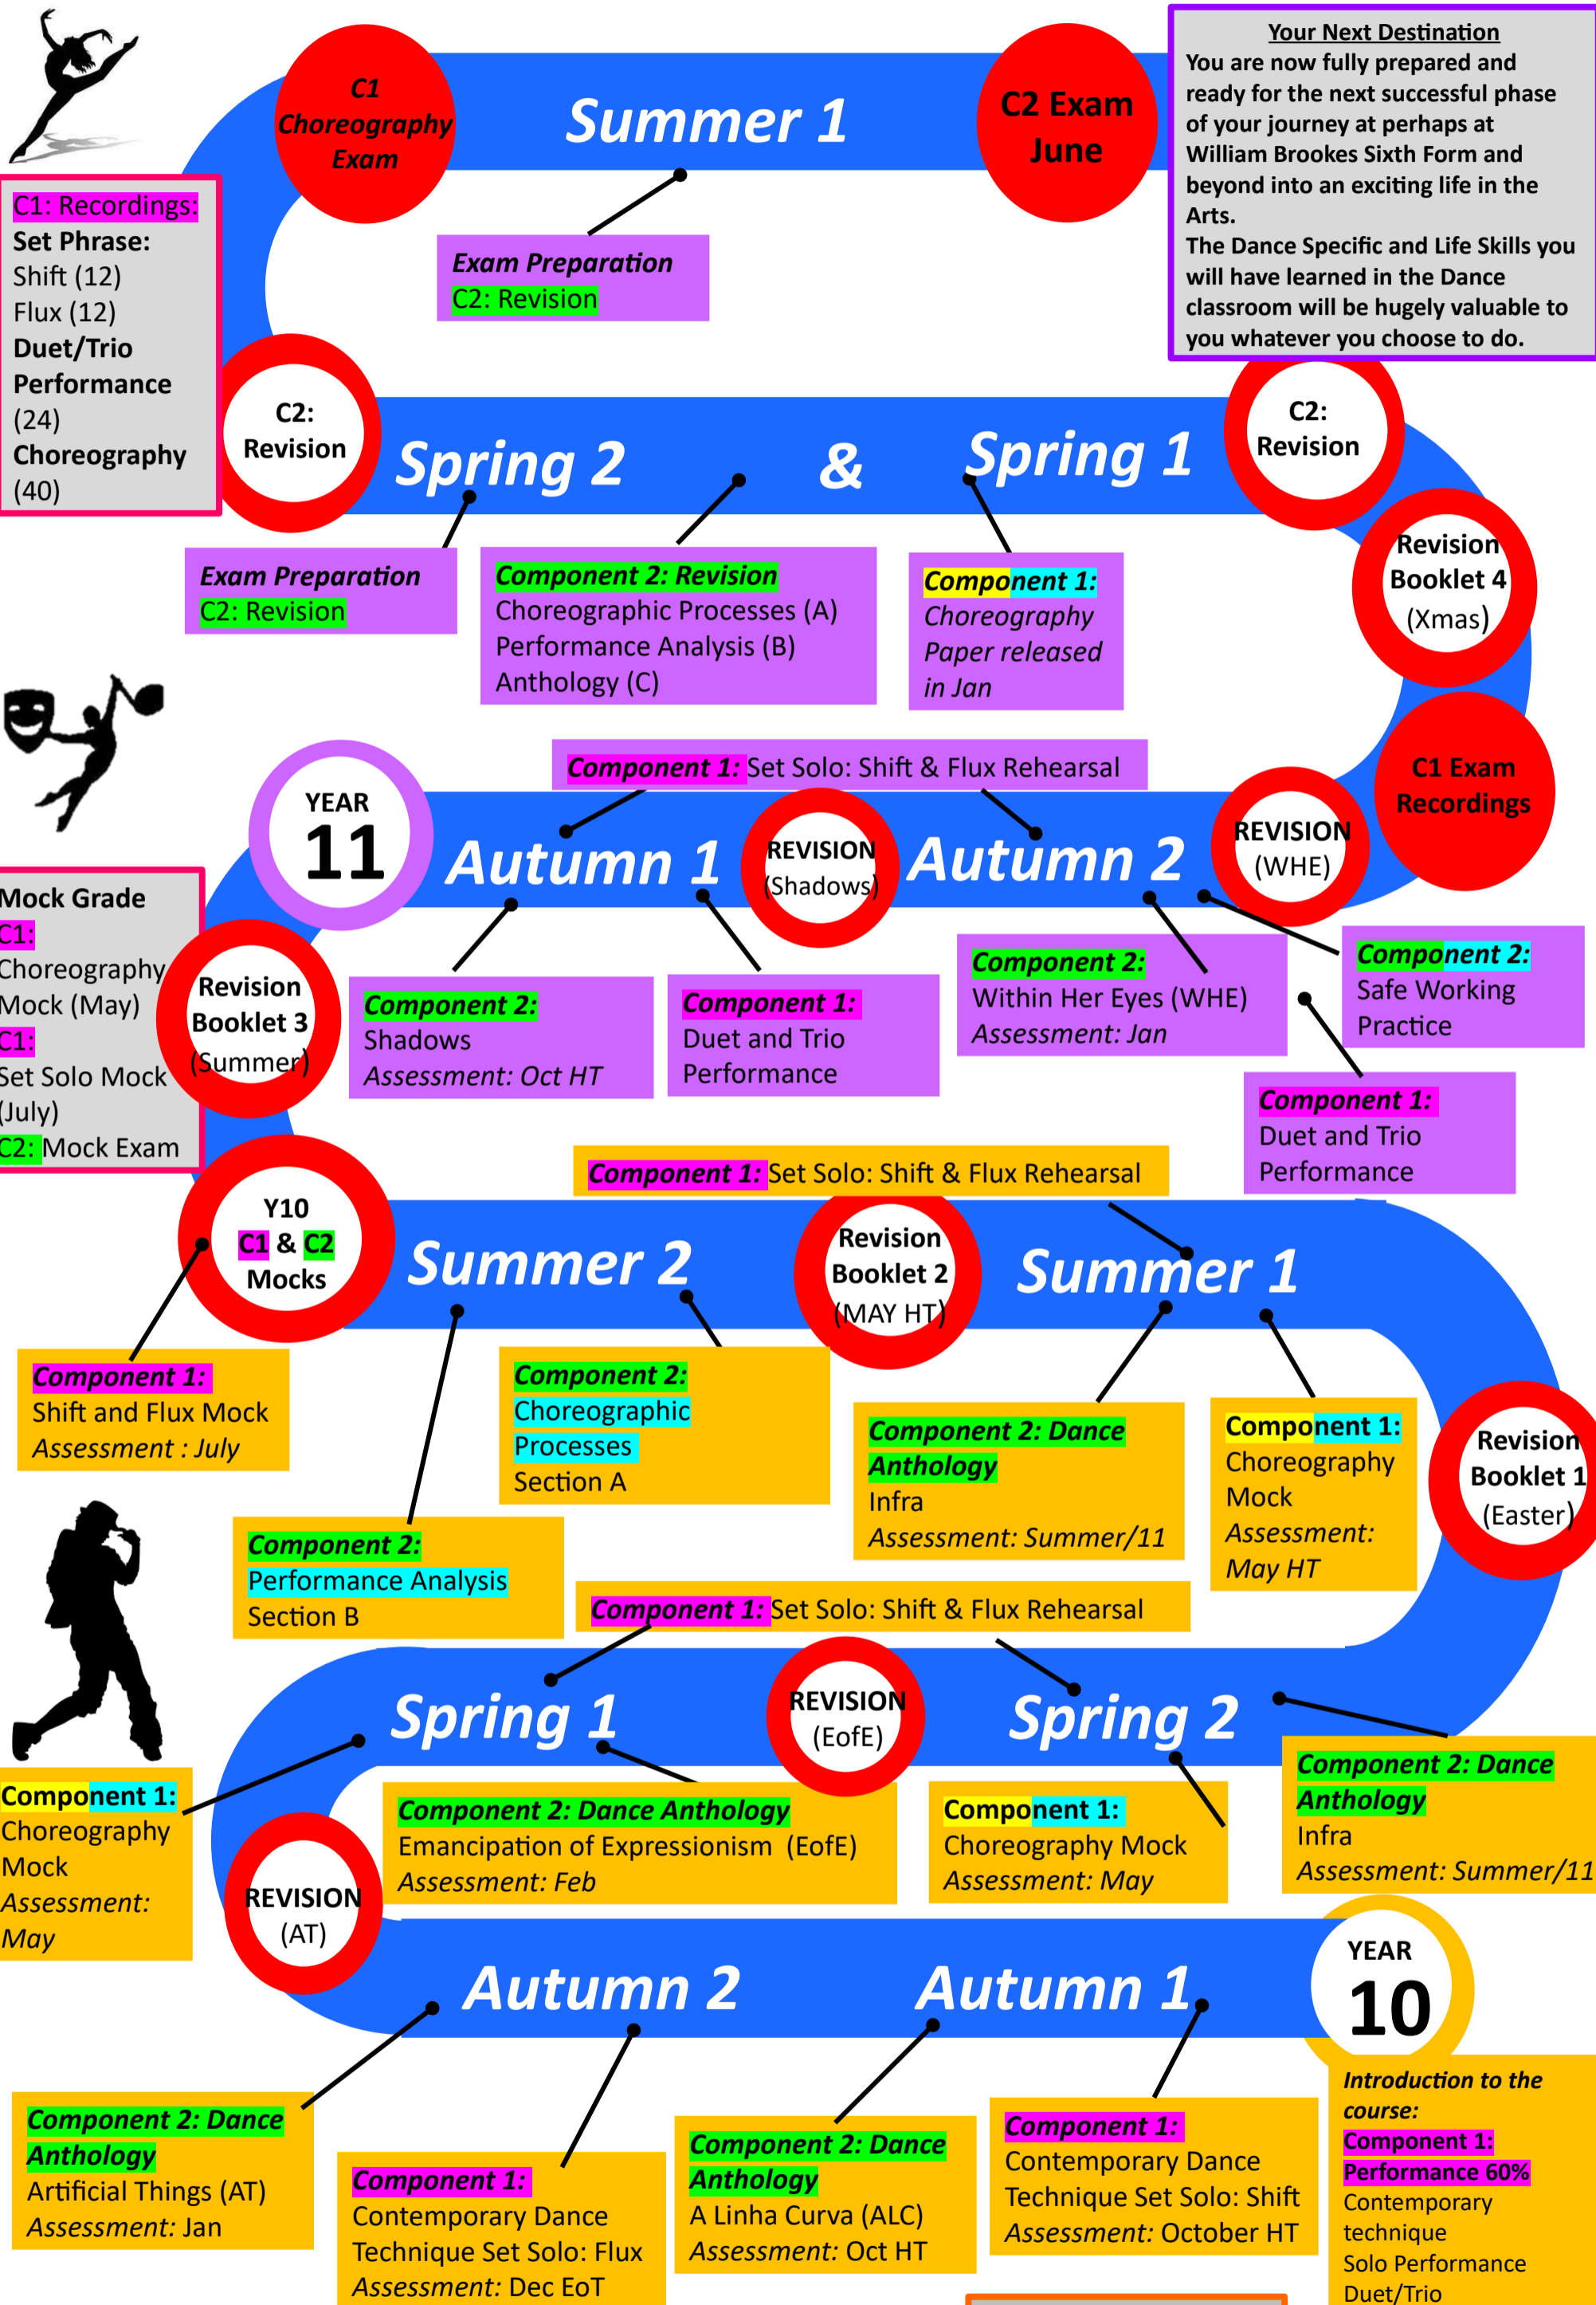 C1
Choreography
Exam
Summer 1
C2 Exam
June
Your Next Destination
You are now fully prepared and
ready for the next successful phase
of your journey at perhaps at
William Brookes Sixth Form and
beyond into an exciting life in the
Arts.
The Dance Specific and Life Skills you
will have learned in the Dance
classroom will be hugely valuable to
you whatever you choose to do.
C1: Recordings:
Set Phrase:
Shift (12)
Flux (12)
Duet/Trio
Performance
(24)
Choreography
(40)
Exam Preparation
C2: Revision
C2:
Revision
Spring 2
&
Spring 1
C2:
Revision
Revision
Booklet 4
(Xmas)
Exam Preparation
C2: Revision
Component 2: Revision
Choreographic Processes (A)
Performance Analysis (B)
Anthology (C)
Component 1:
Choreography
Paper released
in Jan
Component 1: Set Solo: Shift & Flux Rehearsal
C1 Exam
Recordings
YEAR
11
Autumn 1
REVISION
(Shadows)
Autumn 2
REVISION
(WHE)
Mock Grade
C1:
Choreography
Mock (May)
C1:
Set Solo Mock
(July)
C2: Mock Exam
Revision
Booklet 3
(Summer)
Component 2:
Shadows
Assessment: Oct HT
Component 1:
Duet and Trio
Performance
Component 2:
Within Her Eyes (WHE)
Assessment: Jan
Component 2:
Safe Working
Practice
Component 1:
Duet and Trio
Performance
Component 1: Set Solo: Shift & Flux Rehearsal
Y10
C1 & C2
Mocks
Summer 2
Revision
Booklet 2
(MAY HT)
Summer 1
Component 1:
Shift and Flux Mock
Assessment : July
Component 2:
Choreographic
Processes
Section A
Component 2: Dance
Anthology
Infra
Assessment: Summer/11
Component 1:
Choreography
Mock
Assessment:
May HT
Revision
Booklet 1
(Easter)
Component 2:
Performance Analysis
Section B
Component 1: Set Solo: Shift & Flux Rehearsal
Spring 1
REVISION
(EofE)
Spring 2
Component 1:
Choreography
Mock
Assessment:
May
Component 2: Dance Anthology
Emancipation of Expressionism (EofE)
Assessment: Feb
Component 1:
Choreography Mock
Assessment: May
Component 2: Dance
Anthology
Infra
Assessment: Summer/11
REVISION
(AT)
Autumn 2
Autumn 1
YEAR
10
Component 2: Dance
Anthology
Artificial Things (AT)
Assessment: Jan
Component 1:
Contemporary Dance
Technique Set Solo: Flux
Assessment: Dec EoT
Component 2: Dance
Anthology
A Linha Curva (ALC)
Assessment: Oct HT
Component 1:
Contemporary Dance
Technique Set Solo: Shift
Assessment: October HT
Introduction to the
course:
Component 1:
Performance 60%
Contemporary
technique
Solo Performance
Duet/Trio